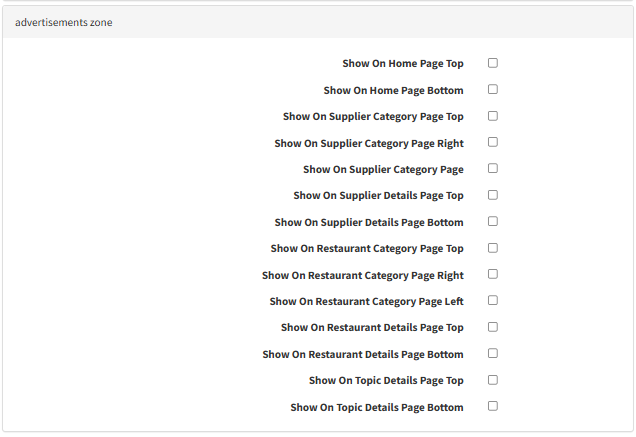 advertisements zone
Show On Home Page Top
Show On Home Page Bottom
Show On Supplier Category Page Top
Show On Supplier Category Page Right
Show On Supplier Category Page
Show On Supplier Details Page Top
Show On Supplier Details Page Bottom
Show On Restaurant Category Page Top
Show On Restaurant Category Page Right
Show On Restaurant Category Page Left
Show On Restaurant Details Page Top
Show On Restaurant Details Page Bottom
Show On Topic Details Page Top
Show On Topic Details Page Bottom